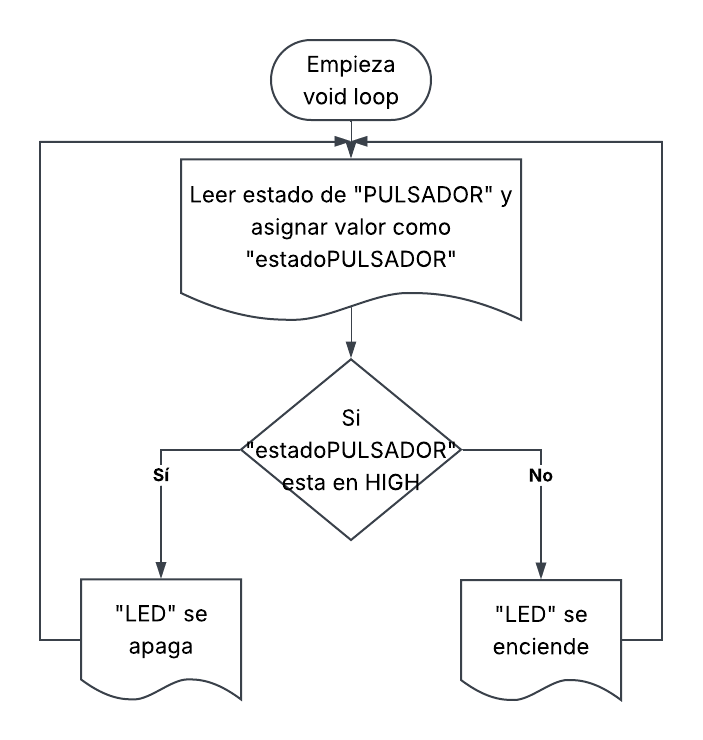 Empieza
void loop
Leer estado de "PULSADOR" y
asignar valor como
"estadoPULSADOR"
Si
"estadoPULSADOR"
esta en HIGH
Sí
No
"LED" se
apaga
"LED" se
enciende